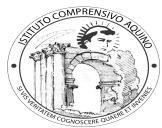 ISTITUTO COMPRENSIVO AQUINO
SI VIS VERITATEM COGNOSCERE QUAERE ET INVENIES